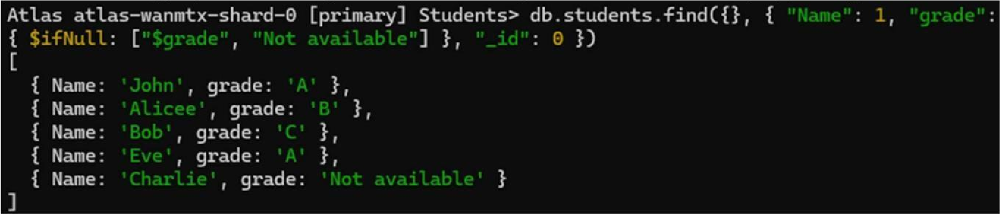 Atlas atlas-wanmtx-shard-0 [primary] Students> db.students.find({}, { "Name": 1, "grade":
{ $ifNull: ["$grade", "Not available"] }, "_id": 0 })
[
  { Name: 'John', grade: 'A' },
  { Name: 'Alicee', grade: 'B' },
  { Name: 'Bob', grade: 'C' },
  { Name: 'Eve', grade: 'A' },
  { Name: 'Charlie', grade: 'Not available' }
]